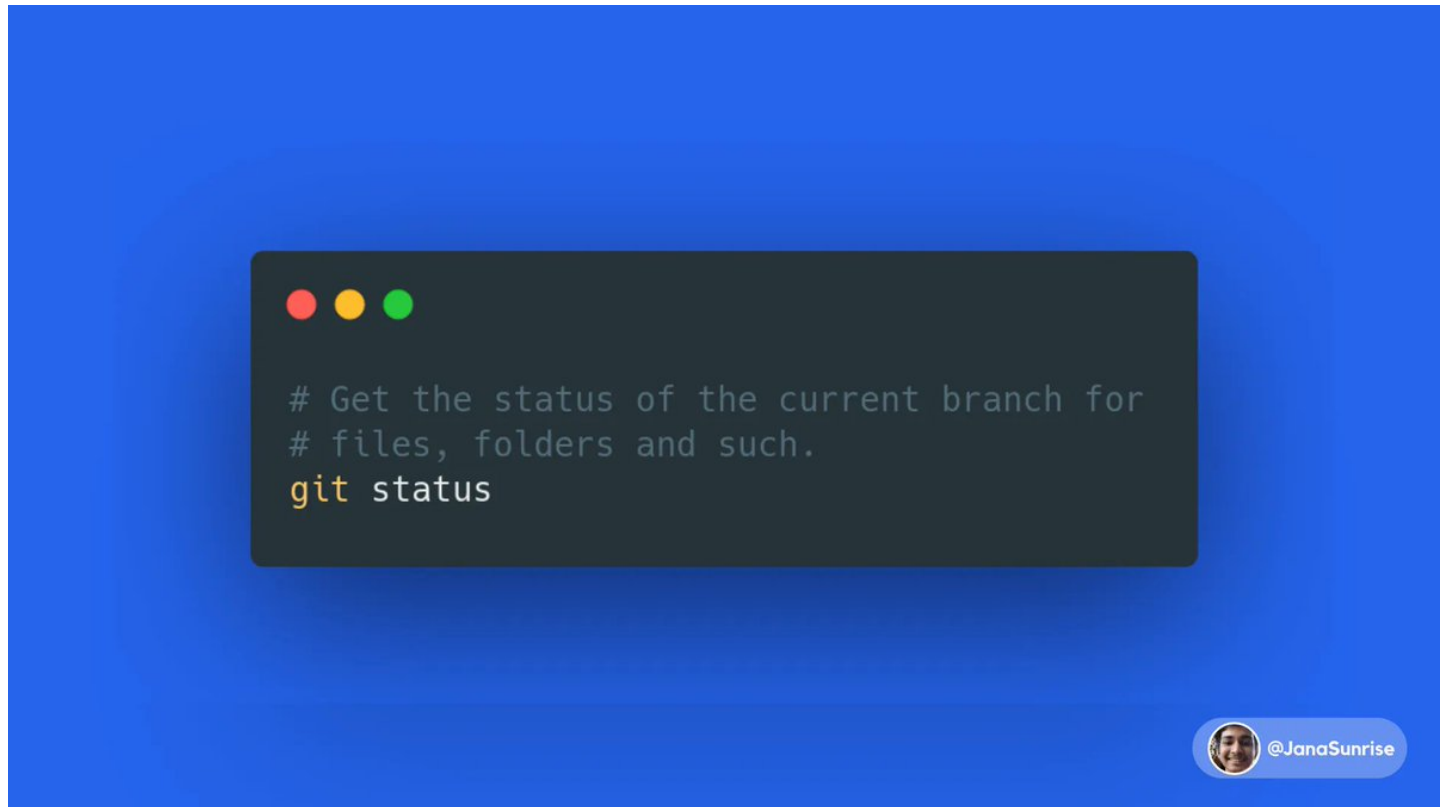 # Get the status of the current branch for
# files, folders and such.
git status
@JanaSunrise